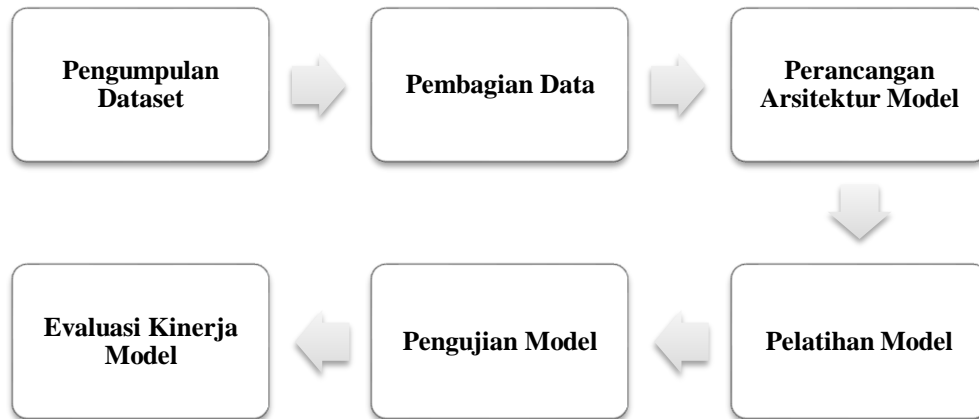 Pengumpulan
Dataset
Pembagian Data
Perancangan
Arsitektur Model
Evaluasi Kinerja
Model
Pengujian Model
Pelatihan Model